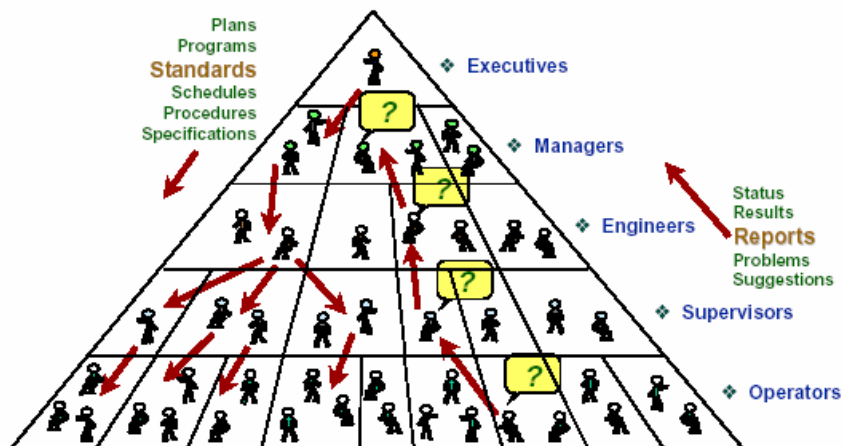 Plans
Programs
Standards
Schedules
Procedures
Specifications
❖ Executives
?
❖ Managers
?
Status
Results
Reports
Problems
Suggestions
❖ Engineers
?
❖ Supervisors
?
❖ Operators